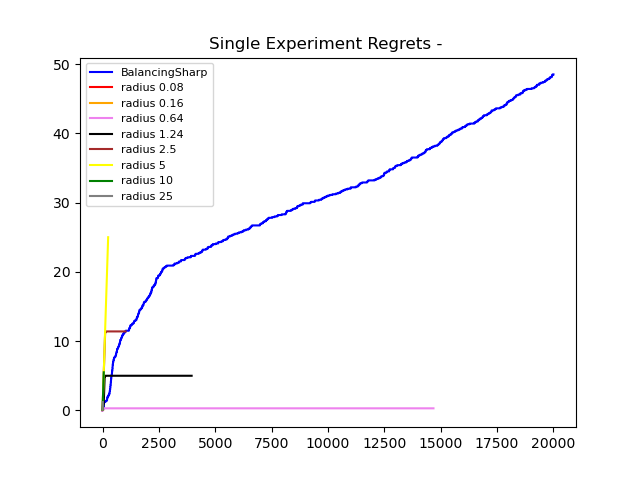 Single Experiment Regrets -
50
40
30
20
10
0
BalancingSharp
radius 0.08
radius 0.16
radius 0.64
radius 1.24
radius 2.5
radius 5
radius 10
radius 25
0 2500 5000 7500 10000 12500 15000 17500 20000